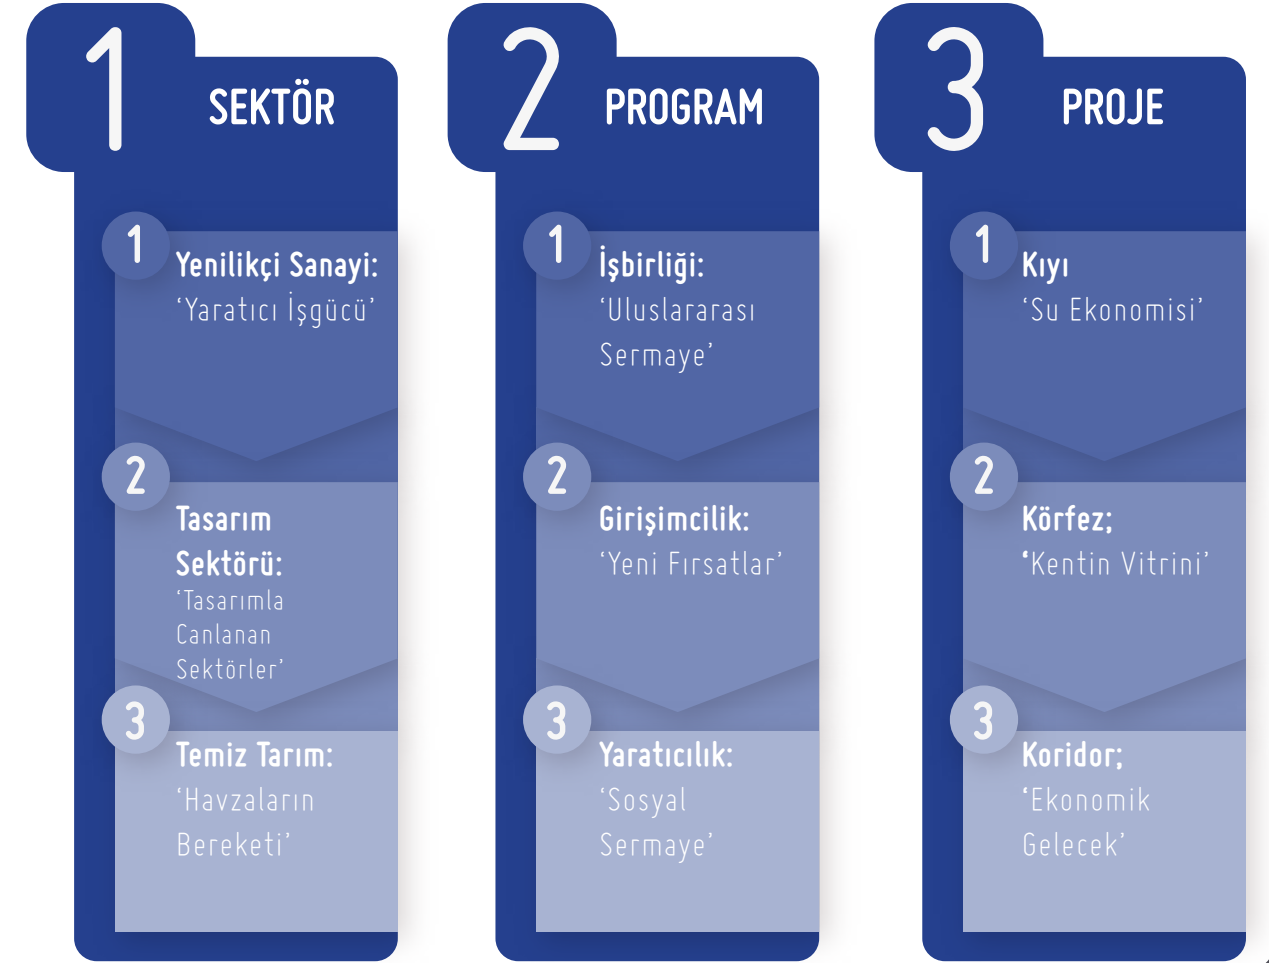 1
SEKTÖR
1
Yenilikçi Sanayi:
‘Yaratıcı İşgücü’
2
Tasarım
Sektörü:
‘Tasarımla
Canlanan
Sektörler’
3
Temiz Tarım:
‘Havzaların
Bereketi’
2
PROGRAM
1
İşbirliği:
‘Uluslararası
Sermaye’
2
Girişimcilik:
‘Yeni Fırsatlar’
3
Yaratıcılık:
‘Sosyal
Sermaye’
3
PROJE
1
Kıyı
‘Su Ekonomisi’
2
Körfez;
‘Kentin Vitrini’
3
Koridor;
‘Ekonomik
Gelecek’